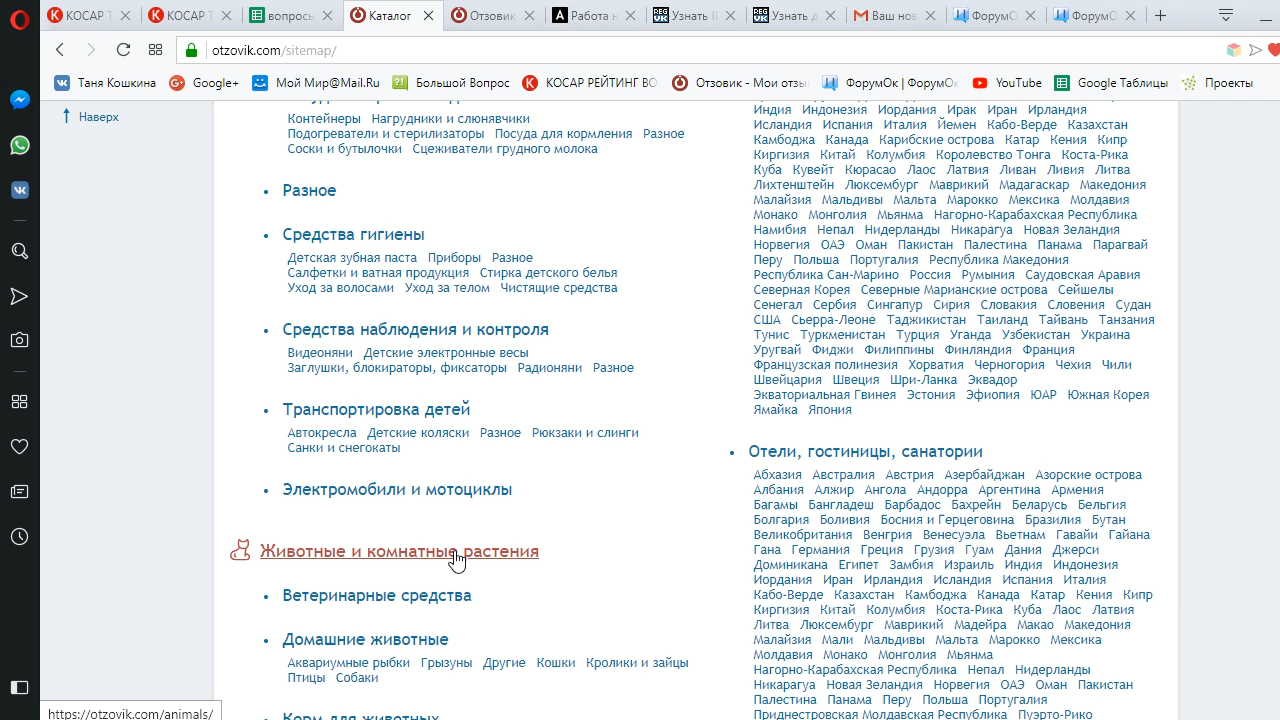 КОСАР Т
КОСАР Т
вопросы
Каталог
Отзовик
Работа н
Узнать
Узнать д
Ваш нов
ФорумО
ФорумО
otzovik.com/sitemap/
Таня Кошкина
Google+
Мой Мир@Mail.Ru
Большой Вопрос
КОСАР РЕЙТИНГ ВО
Отзовик - Мои отзы
ФорумОк | ФорумОк
YouTube
Google Таблицы
Проекты
Наверх
Контейнеры Нагрудники и слюнявчики
Подогреватели и стерилизаторы Посуда для кормления Разное
Соски и бутылочки Сцеживатели грудного молока
Разное
Средства гигиены
Детская зубная паста Приборы Разное
Салфетки и ватная продукция Стирка детского белья
Уход за волосами Уход за телом Чистящие средства
Средства наблюдения и контроля
Видеоняни Детские электронные весы
Заглушки, блокираторы, фиксаторы Радионяни Разное
Транспортировка детей
Автокресла Детские коляски Разное Рюкзаки и слинги
Санки и снегокаты
Электромобили и мотоциклы
Животные и комнатные растения
Ветеринарные средства
Домашние животные
Аквариумные рыбки Грызуны Другие Кошки Кролики и зайцы
Птицы Собаки
Корм для животных
https://otzovik.com/animals/
Индия Индонезия Иордания Ирак Иран Ирландия
Исландия Испания Италия Йемен Кабо-Верде Казахстан
Камбоджа Канада Карибские острова Катар Кения Кипр
Киргизия Китай Колумбия Королевство Тонга Коста-Рика
Куба Кувейт Кюрасао Лаос Латвия Ливан Ливия Литва
Лихтенштейн Люксембург Маврикий Мадагаскар Македония
Малайзия Мальдивы Мальта Марокко Мексика Молдавия
Монако Монголия Мьянма Нагорно-Карабахская Республика
Намибия Непал Нидерланды Никарагуа Новая Зеландия
Норвегия ОАЭ Оман Пакистан Палестина Панама Парагвай
Перу Польша Португалия Республика Македония
Республика Сан-Марино Россия Румыния Саудовская Аравия
Северная Корея Северные Марианские острова Сейшелы
Сенегал Сербия Сингапур Сирия Словакия Словения Судан
США Сьерра-Леоне Таджикистан Таиланд Тайвань Танзания
Тунис Туркменистан Турция Уганда Узбекистан Украина
Уругвай Фиджи Филиппины Финляндия Франция
Французская полинезия Хорватия Черногория Чехия Чили
Швейцария Швеция Шри-Ланка Эквадор
Экваториальная Гвинея Эстония Эфиопия ЮАР Южная Корея
Ямайка Япония
Отели, гостиницы, санатории
Абхазия Австралия Австрия Азербайджан Азорские острова
Албания Алжир Ангола Андорра Аргентина Армения
Багамы Бангладеш Барбадос Бахрейн Беларусь Бельгия
Болгария Боливия Босния и Герцеговина Бразилия Бутан
Великобритания Венгрия Венесуэла Вьетнам Гавайи Гайана
Гана Германия Греция Грузия Гуам Дания Джерси
Доминикана Египет Замбия Израиль Индия Индонезия
Иордания Иран Ирландия Исландия Испания Италия
Кабо-Верде Казахстан Камбоджа Канада Катар Кения Кипр
Киргизия Китай Колумбия Коста-Рика Куба Лаос Латвия
Литва Люксембург Маврикий Мадейра Макао Македония
Малайзия Мали Мальдивы Мальта Марокко Мексика
Молдавия Монако Монголия Мьянма
Нагорно-Карабахская Республика Непал Нидерланды
Никарагуа Новая Зеландия Норвегия ОАЭ Оман Пакистан
Палестина Панама Перу Польша Португалия
Приднестровская Молдавская Республика Пуэрто-Рико